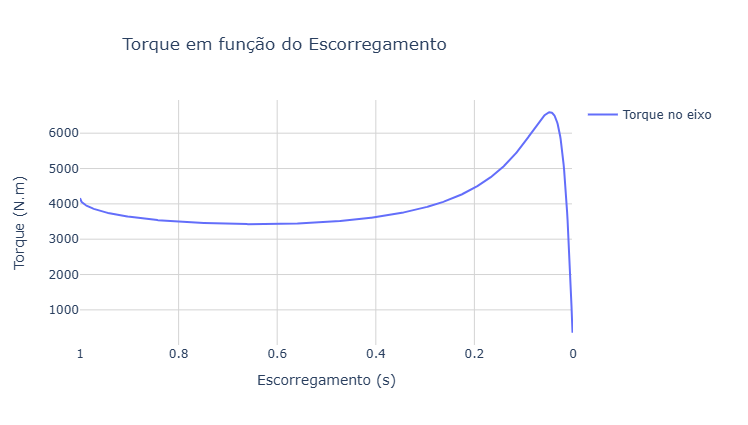 Torque em função do Escorregamento
Torque no eixo
6000
5000
4000
3000
2000
1000
Torque (N.m)
1 0.8 0.6 0.4 0.2 0
Escorregamento (s)